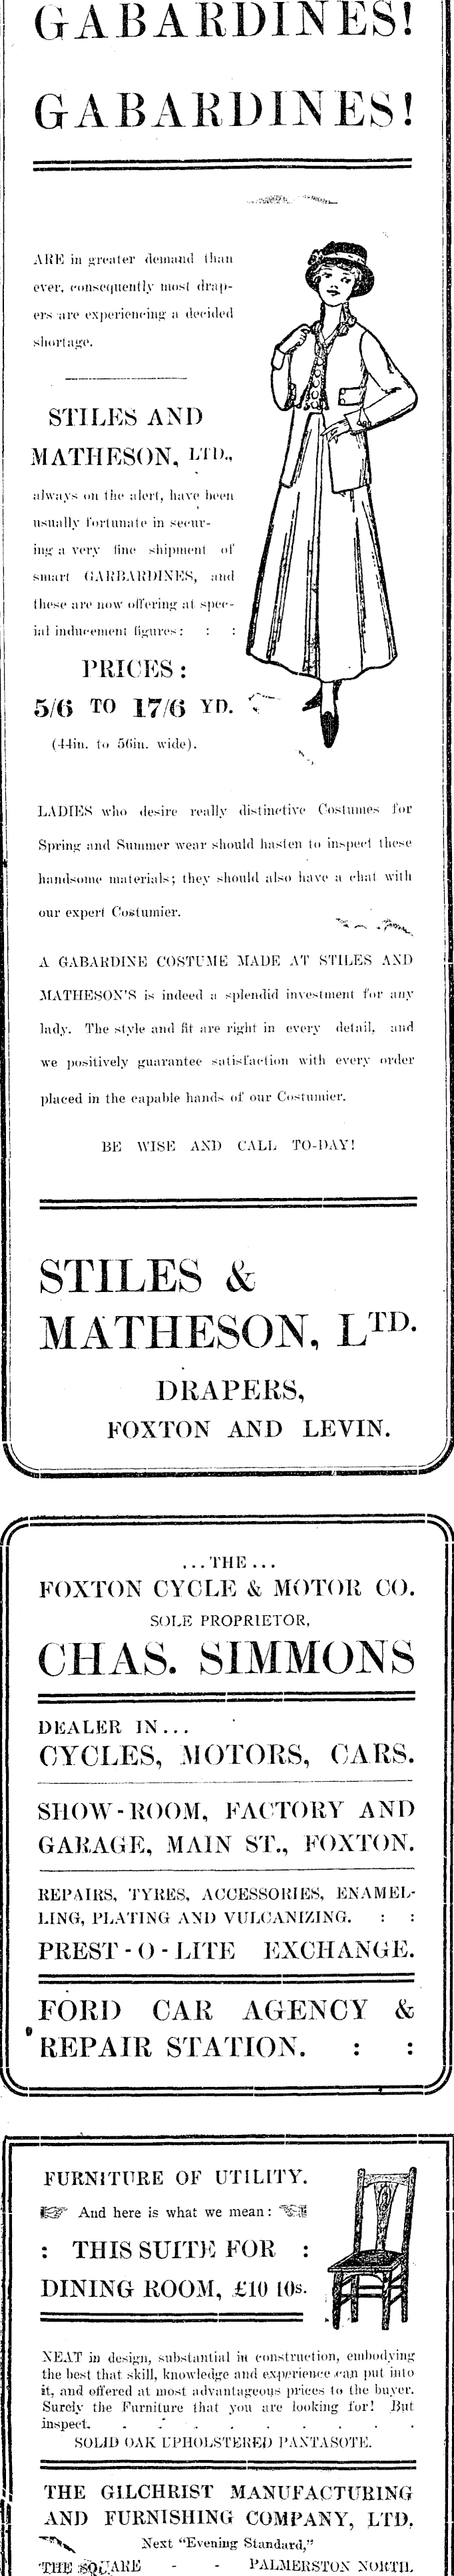 GABARDINES!
GABARDINES!
ARE in greater demand than
ever, consequently most drap-
ers are experiencing a decided
shortage.
STILES AND
MATHESON, LTD.,
always on the alert, have been
usually fortunate in secur-
ing a very fine shipment of
smart GARBARDINES, and
these are now offering at spec-
ial inducement figures: : :
PRICES:
5/6 TO 17/6 YD.
(44in. to 56in. wide).
LADIES who desire really distinctive Costumes for
Spring and Summer wear should hasten to inspect these
handsome materials; they should also have a chat with
our expert Costumier.
A GABARDINE COSTUME MADE AT STILES AND
MATHESON'S is indeed a splendid investment for any
lady. The style and fit are right in every detail, and
we positively guarantee satisfaction with every order
placed in the capable hands of our Costumier.
BE WISE AND CALL TO-DAY!
STILES &
MATHESON, LTD.
DRAPERS,
FOXTON AND LEVIN.
...THE...
FOXTON CYCLE & MOTOR CO.
SOLE PROPRIETOR,
CHAS. SIMMONS
DEALER IN...
CYCLES, MOTORS, CARS.
SHOW-ROOM, FACTORY AND
GARAGE, MAIN ST., FOXTON.
REPAIRS, TYRES, ACCESSORIES, ENAMEL-
LING, PLATING AND VULCANIZING. : :
PREST-O-LITE EXCHANGE.
FORD CAR AGENCY &
REPAIR STATION. : :
FURNITURE OF UTILITY.
And here is what we mean:
: THIS SUITE FOR :
DINING ROOM, £10 10s.
NEAT in design, substantial in construction, embodying
the best that skill, knowledge and experience can put into
it, and offered at most advantageous prices to the buyer.
Surely the Furniture that you are looking for! But
inspect. . . . . . . . .
SOLID OAK UPHOLSTERED PANTASOTE.
THE GILCHRIST MANUFACTURING
AND FURNISHING COMPANY, LTD.
Next "Evening Standard,"
THE SQUARE - - PALMERSTON NORTH.